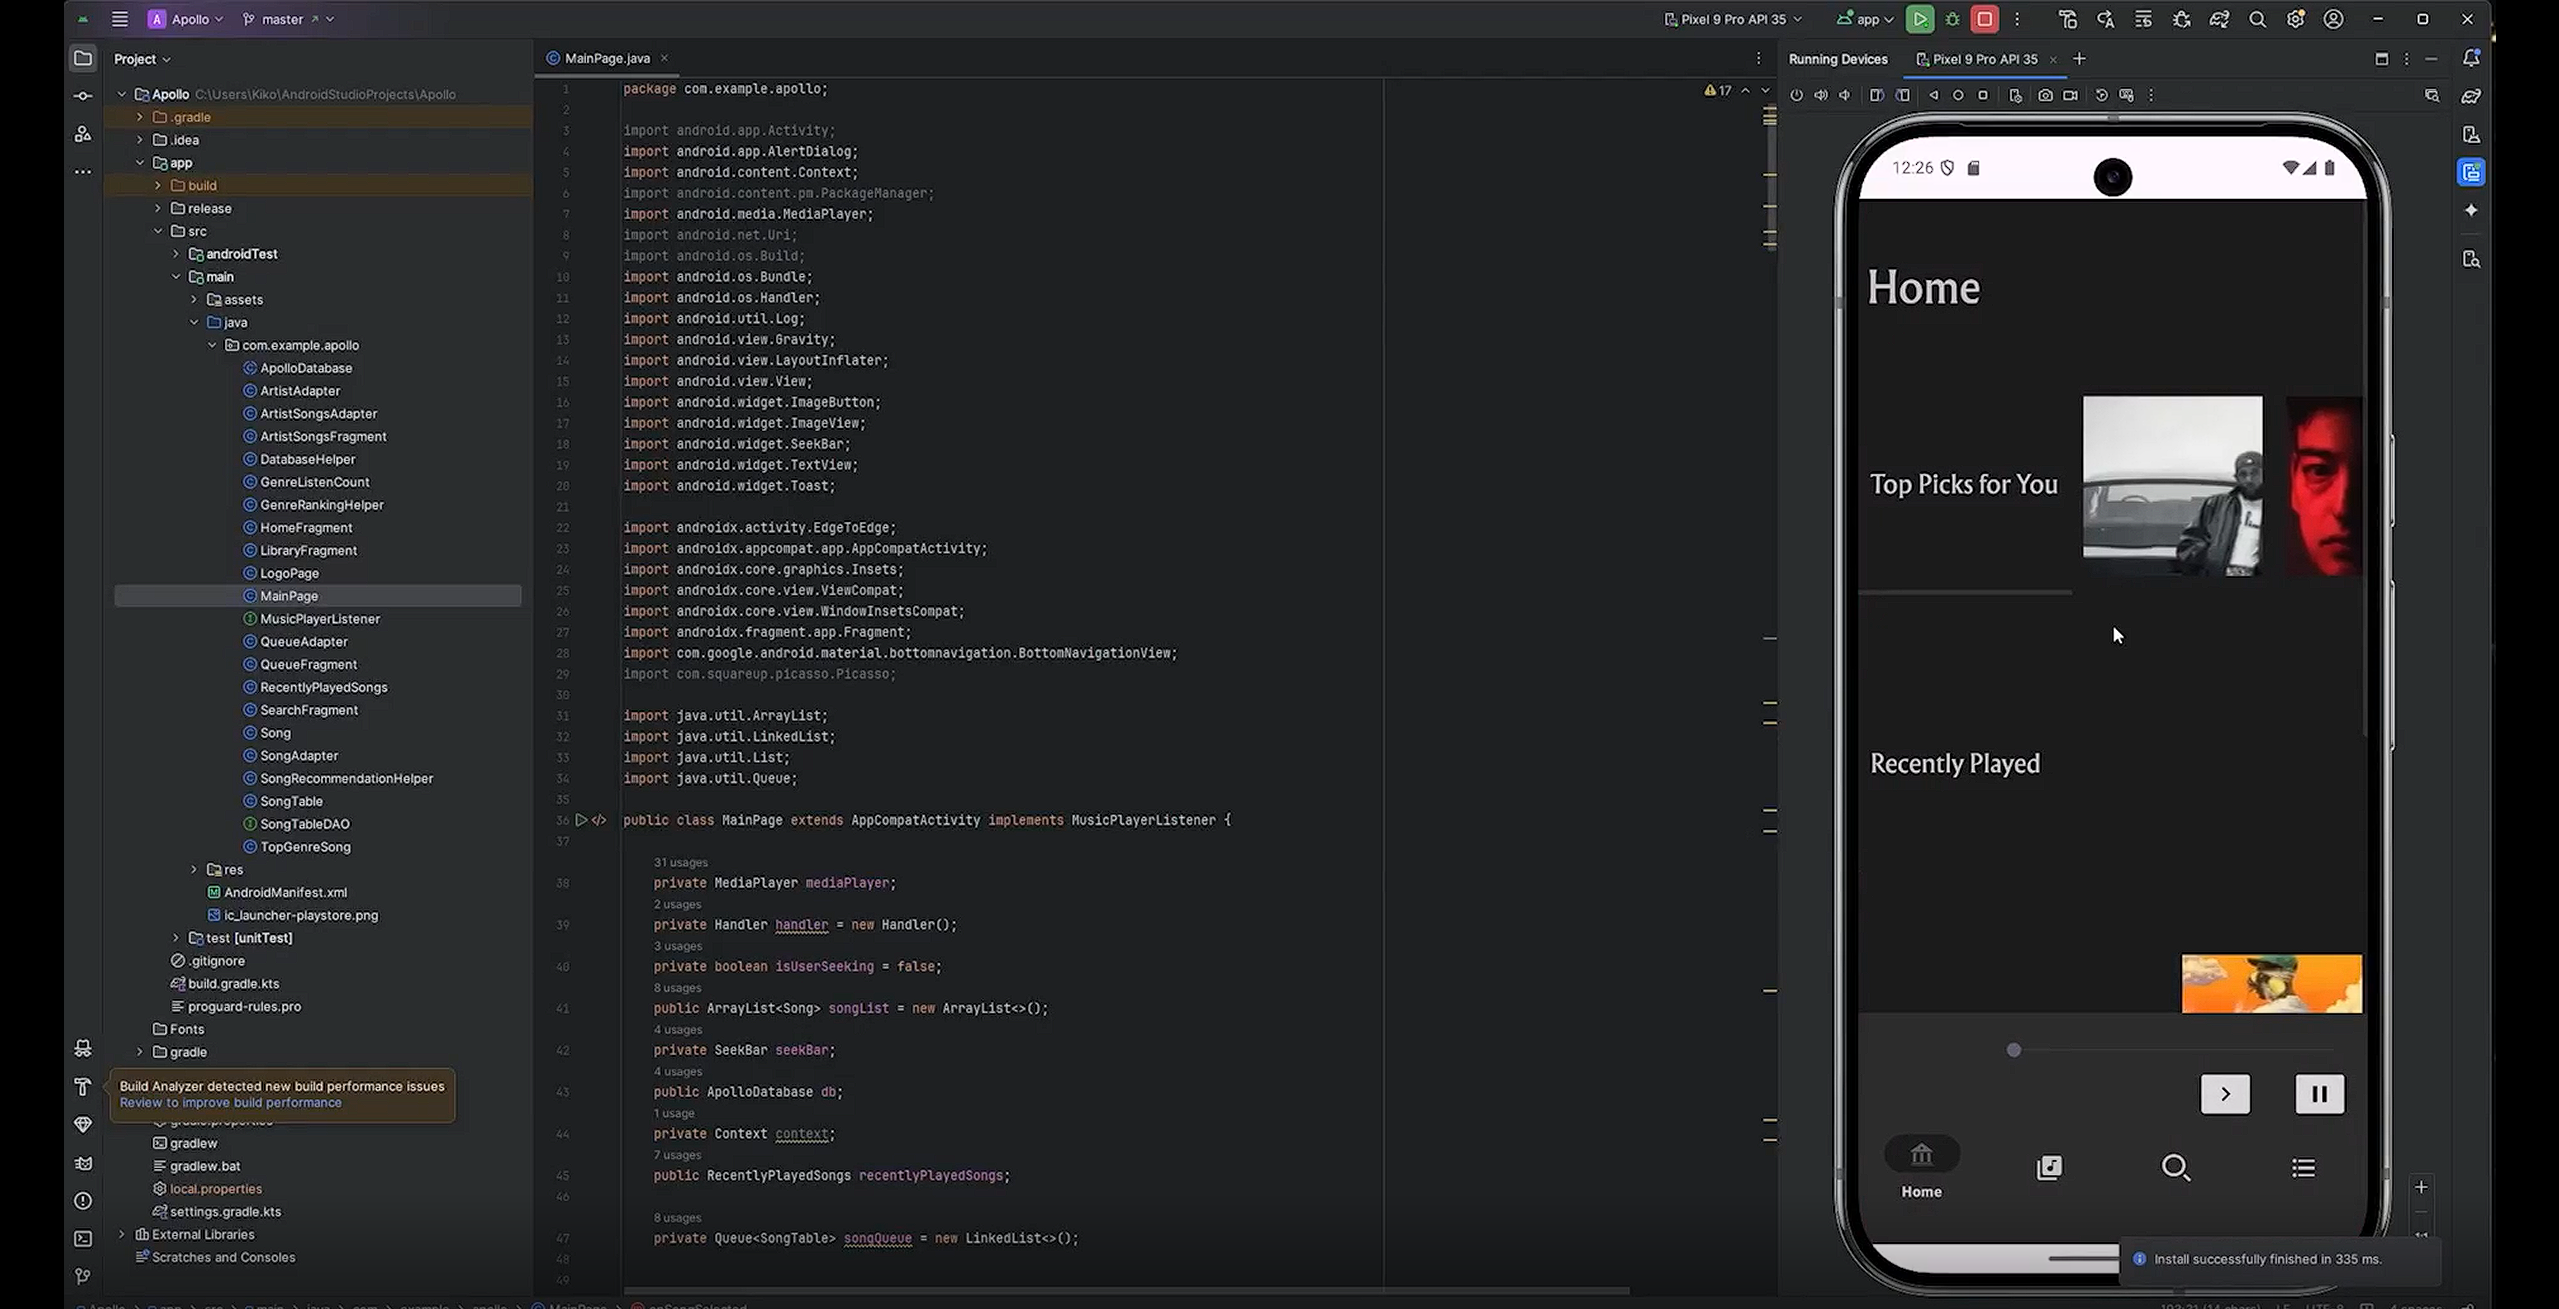 A Apollo
master
Pixel 9 Pro API 35
app
Project
MainPage.java
Running Devices
Pixel 9 Pro API 35
Apollo C:\Users\Kiko\AndroidStudioProjects\Apollo
.gradle
.idea
app
build
release
src
androidTest
main
assets
java
com.example.apollo
ApolloDatabase
ArtistAdapter
ArtistSongsAdapter
ArtistSongsFragment
DatabaseHelper
GenreListenCount
GenreRankingHelper
HomeFragment
LibraryFragment
LogoPage
MainPage
MusicPlayerListener
QueueAdapter
QueueFragment
RecentlyPlayedSongs
SearchFragment
Song
SongAdapter
SongRecommendationHelper
SongTable
SongTableDAO
TopGenreSong
res
AndroidManifest.xml
ic_launcher-playstore.png
test [unitTest]
.gitignore
build.gradle.kts
proguard-rules.pro
Fonts
gradle
Build Analyzer detected new build performance issues
Review to improve build performance
gradle.properties
gradlew
gradlew.bat
local.properties
settings.gradle.kts
External Libraries
Scratches and Consoles
17
1 package com.example.apollo;
2
3 import android.app.Activity;
4 import android.app.AlertDialog;
5 import android.content.Context;
6 import android.content.pm.PackageManager;
7 import android.media.MediaPlayer;
8 import android.net.Uri;
9 import android.os.Build;
10 import android.os.Bundle;
11 import android.os.Handler;
12 import android.util.Log;
13 import android.view.Gravity;
14 import android.view.LayoutInflater;
15 import android.view.View;
16 import android.widget.ImageButton;
17 import android.widget.ImageView;
18 import android.widget.SeekBar;
19 import android.widget.TextView;
20 import android.widget.Toast;
21
22 import androidx.activity.EdgeToEdge;
23 import androidx.appcompat.app.AppCompatActivity;
24 import androidx.core.graphics.Insets;
25 import androidx.core.view.ViewCompat;
26 import androidx.core.view.WindowInsetsCompat;
27 import androidx.fragment.app.Fragment;
28 import com.google.android.material.bottomnavigation.BottomNavigationView;
29 import com.squareup.picasso.Picasso;
30
31 import java.util.ArrayList;
32 import java.util.LinkedList;
33 import java.util.List;
34 import java.util.Queue;
35
36 public class MainPage extends AppCompatActivity implements MusicPlayerListener {
37
31 usages
38 private MediaPlayer mediaPlayer;
2 usages
39 private Handler handler = new Handler();
3 usages
40 private boolean isUserSeeking = false;
8 usages
41 public ArrayList<Song> songList = new ArrayList<>();
4 usages
42 private SeekBar seekBar;
4 usages
43 public ApolloDatabase db;
1 usage
44 private Context context;
7 usages
45 public RecentlyPlayedSongs recentlyPlayedSongs;
46
8 usages
47 private Queue<SongTable> songQueue = new LinkedList<>();
48
49
12:26
Home
Top Picks for You
Recently Played
Home
Install successfully finished in 335 ms.